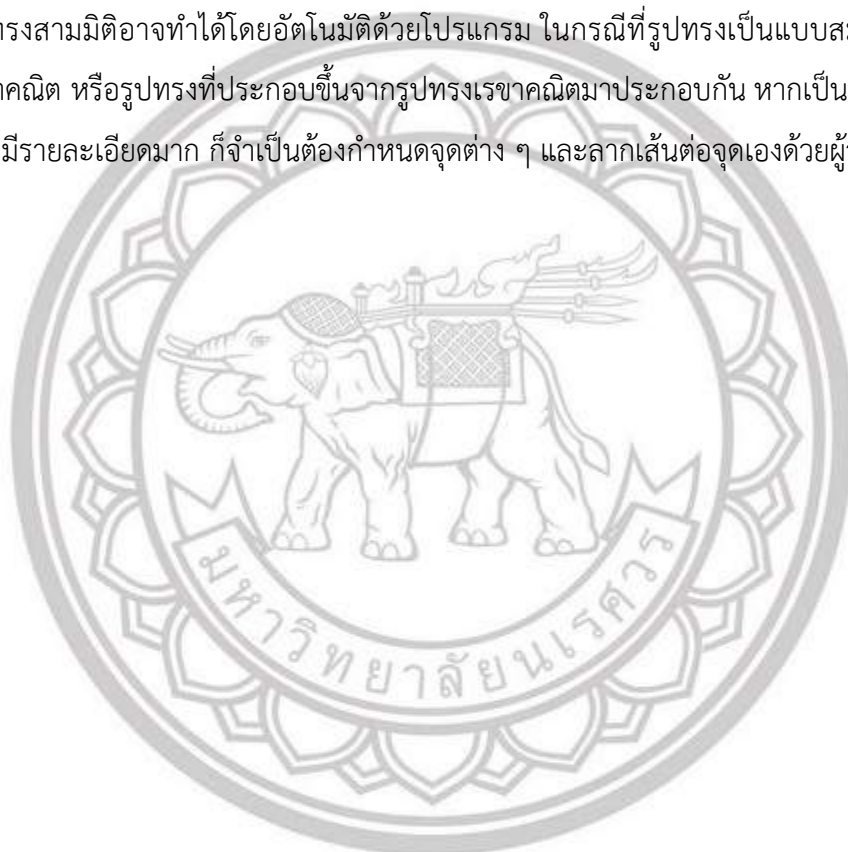 ทรงสามมิติอาจทำได้โดยอัตโนมัติด้วยโปรแกรม ในกรณีที่รูปทรงเป็นแบบสม
าคณิต หรือรูปทรงที่ประกอบขึ้นจากรูปทรงเรขาคณิตมาประกอบกัน หากเป็น
มีรายละเอียดมาก ก็จำเป็นต้องกำหนดจุดต่าง ๆ และลากเส้นต่อจุดเองด้วยผู้
มหาวิทยาลัยนเรศวร